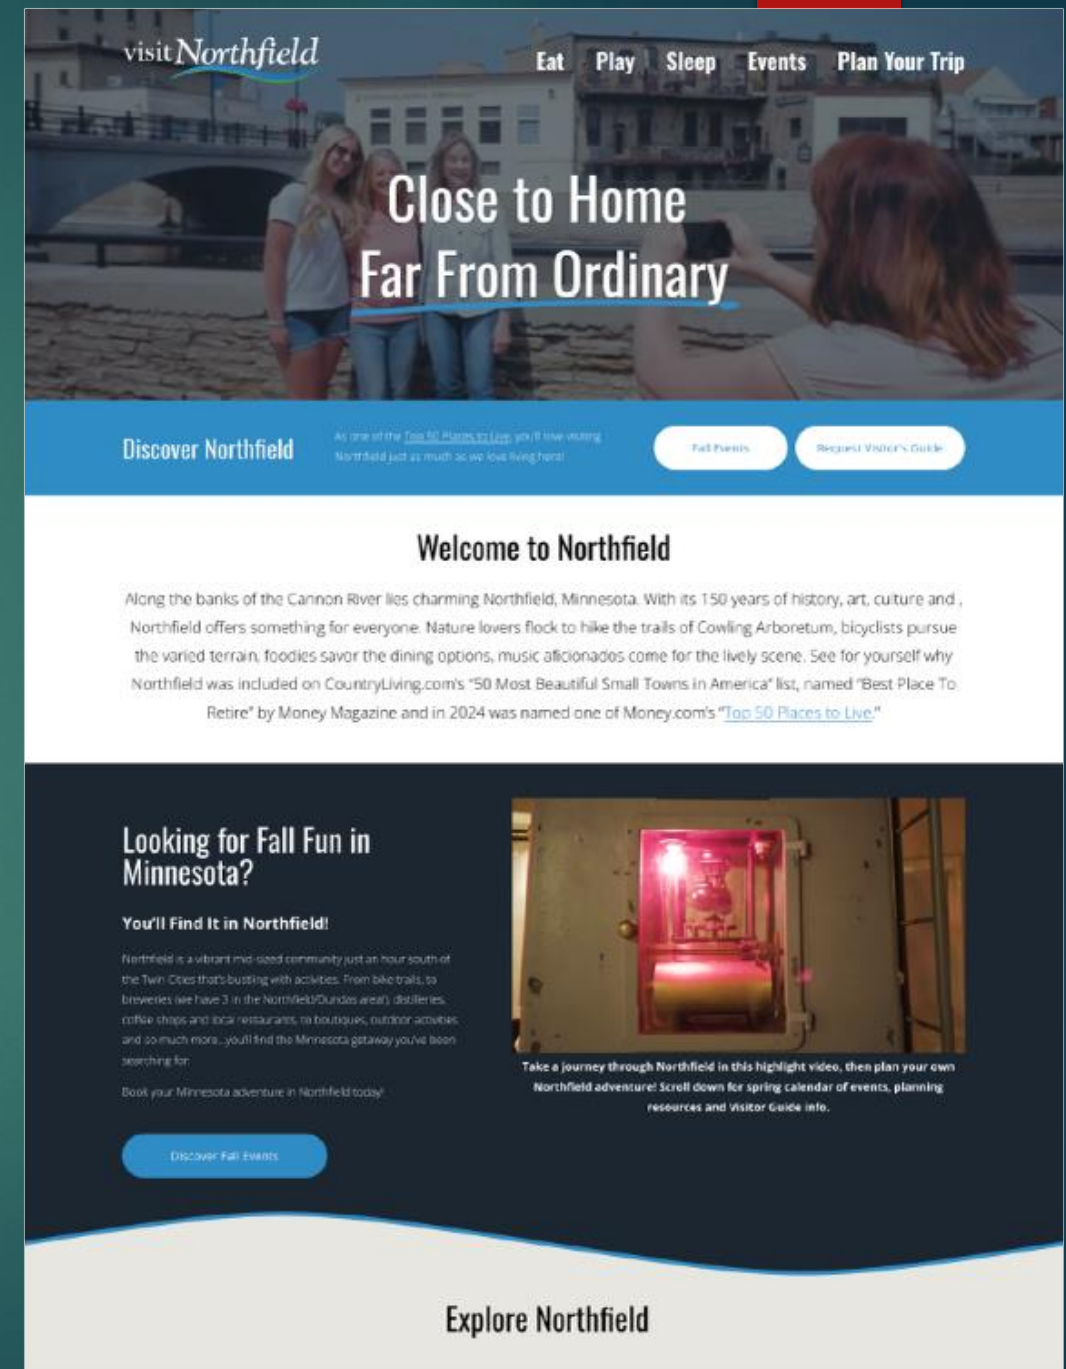 visit Northfield
Eat Play Sleep Events Plan Your Trip
Close to Home
Far From Ordinary
Discover Northfield
As one of the Top 50 Places to Live, you'll love visiting
Northfield just as much as we love living here!
Fall Events
Request Visitor's Guide
Welcome to Northfield
Along the banks of the Cannon River lies charming Northfield, Minnesota. With its 150 years of history, art, culture and ,
Northfield offers something for everyone. Nature lovers flock to hike the trails of Cowling Arboretum, bicyclists pursue
the varied terrain, foodies savor the dining options, music aficionados come for the lively scene. See for yourself why
Northfield was included on CountryLiving.com's "50 Most Beautiful Small Towns in America" list, named "Best Place To
Retire" by Money Magazine and in 2024 was named one of Money.com's "Top 50 Places to Live."
Looking for Fall Fun in
Minnesota?
You'll Find It in Northfield!
Northfield is a vibrant mid-sized community just an hour south of
the Twin Cities that's bustling with activities. From bike trails, to
breweries (we have 3 in the Northfield/Dundas area!), distilleries,
coffee shops and local restaurants, to boutiques, outdoor activities
and so much more...you'll find the Minnesota getaway you've been
searching for.
Book your Minnesota adventure in Northfield today!
Discover Fall Events
Take a journey through Northfield in this highlight video, then plan your own
Northfield adventure! Scroll down for spring calendar of events, planning
resources and Visitor Guide info.
Explore Northfield